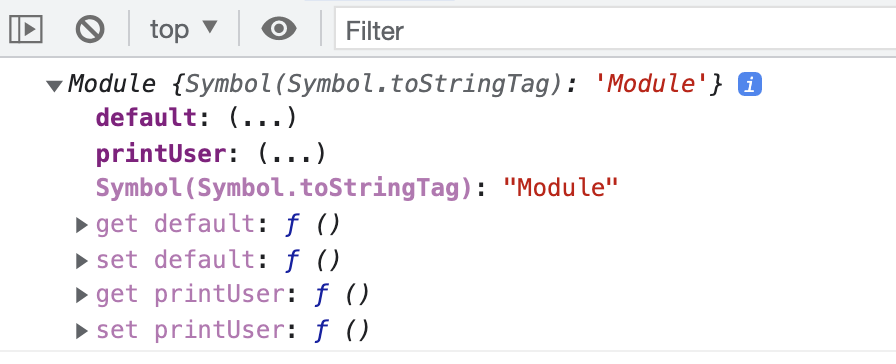 top ▼ Filter
▼Module {Symbol(Symbol.toStringTag): 'Module'} i
default: (...)
printUser: (...)
Symbol(Symbol.toStringTag): "Module"
▶get default: ƒ ()
▶set default: ƒ ()
▶get printUser: ƒ ()
▶set printUser: ƒ ()